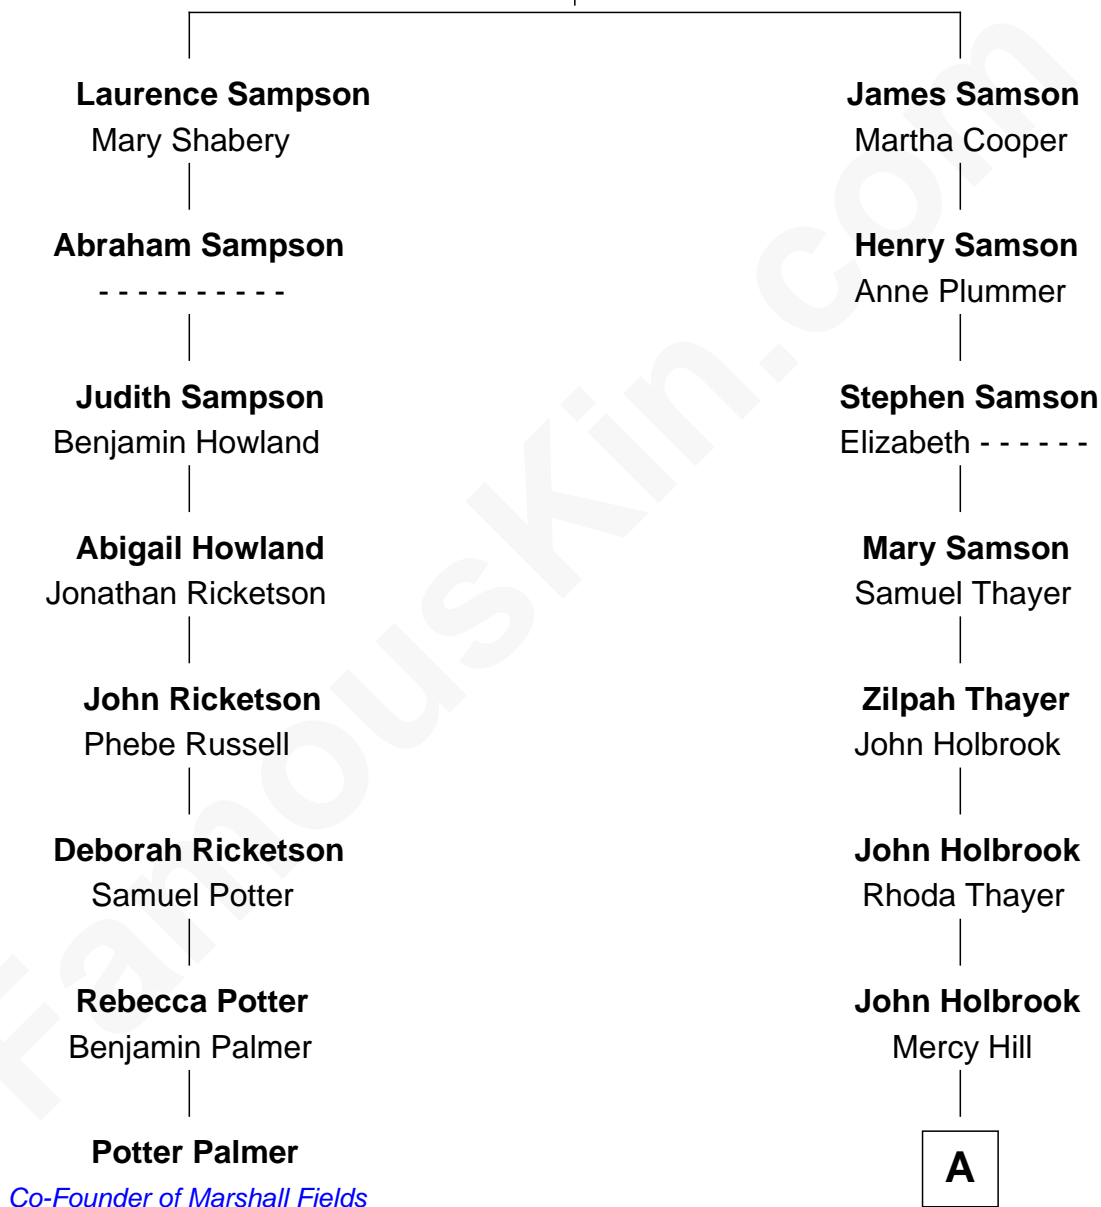 Laurence Sampson
Mary Shabery
Abraham Sampson
- - - - - - - - - -
Judith Sampson
Benjamin Howland
Abigail Howland
Jonathan Ricketson
John Ricketson
Phebe Russell
Deborah Ricketson
Samuel Potter
Rebecca Potter
Benjamin Palmer
Potter Palmer
Co-Founder of Marshall Fields
James Samson
Martha Cooper
Henry Samson
Anne Plummer
Stephen Samson
Elizabeth - - - - - -
Mary Samson
Samuel Thayer
Zilpah Thayer
John Holbrook
John Holbrook
Rhoda Thayer
John Holbrook
Mercy Hill
A
FamousKin.com